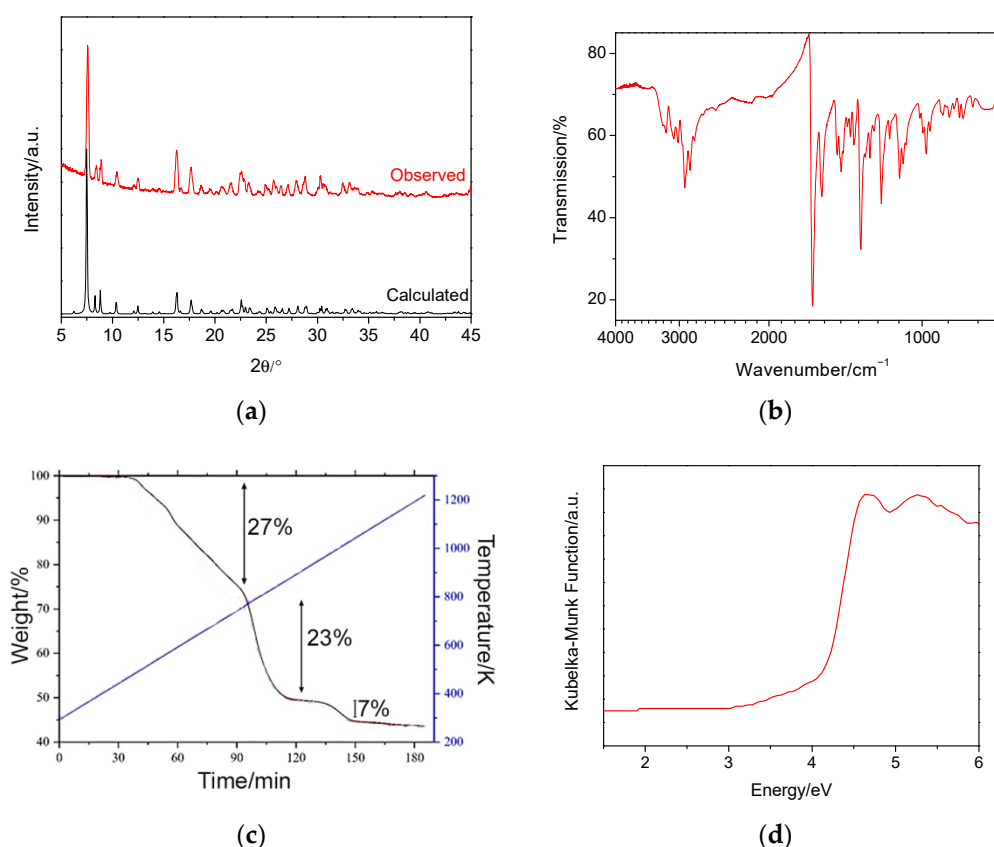 Intensity/a.u.
Observed
Calculated
5 10 15 20 25 30 35 40 45
2θ/°
(a)
Transmission/%
80
60
40
20
4000 3000 2000 1000
Wavenumber/cm⁻¹
(b)
Weight/%
100
90
80
70
60
50
40
27%
23%
7%
1200
1000
800
600
400
200
Temperature/K
0 30 60 90 120 150 180
Time/min
(c)
Kubelka-Munk Function/a.u.
2 3 4 5 6
Energy/eV
(d)